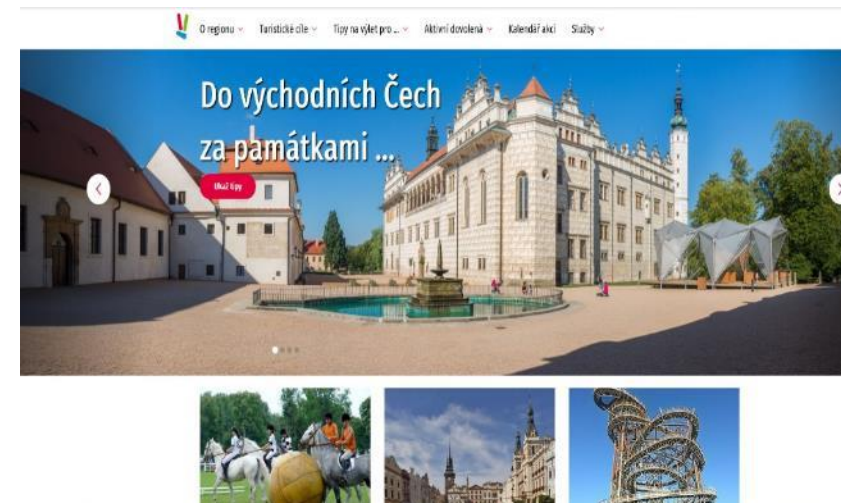 O regionu
Turistické cíle
Tipy na výlet pro ...
Aktivní dovolená
Kalendář akcí
Služby
Do východních Čech
za památkami ...
Ukaž tipy